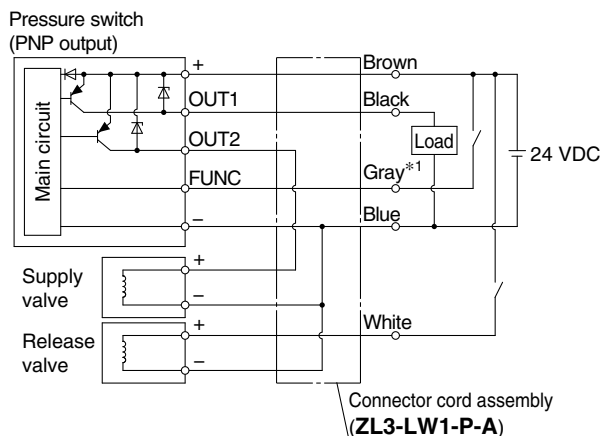 Pressure switch
(PNP output)
Main circuit
+
OUT1
OUT2
FUNC
−
Brown
Black
Load
Gray*1
Blue
24 VDC
Supply
valve
+
−
Release
valve
+
−
White
Connector cord assembly
(ZL3-LW1-P-A)